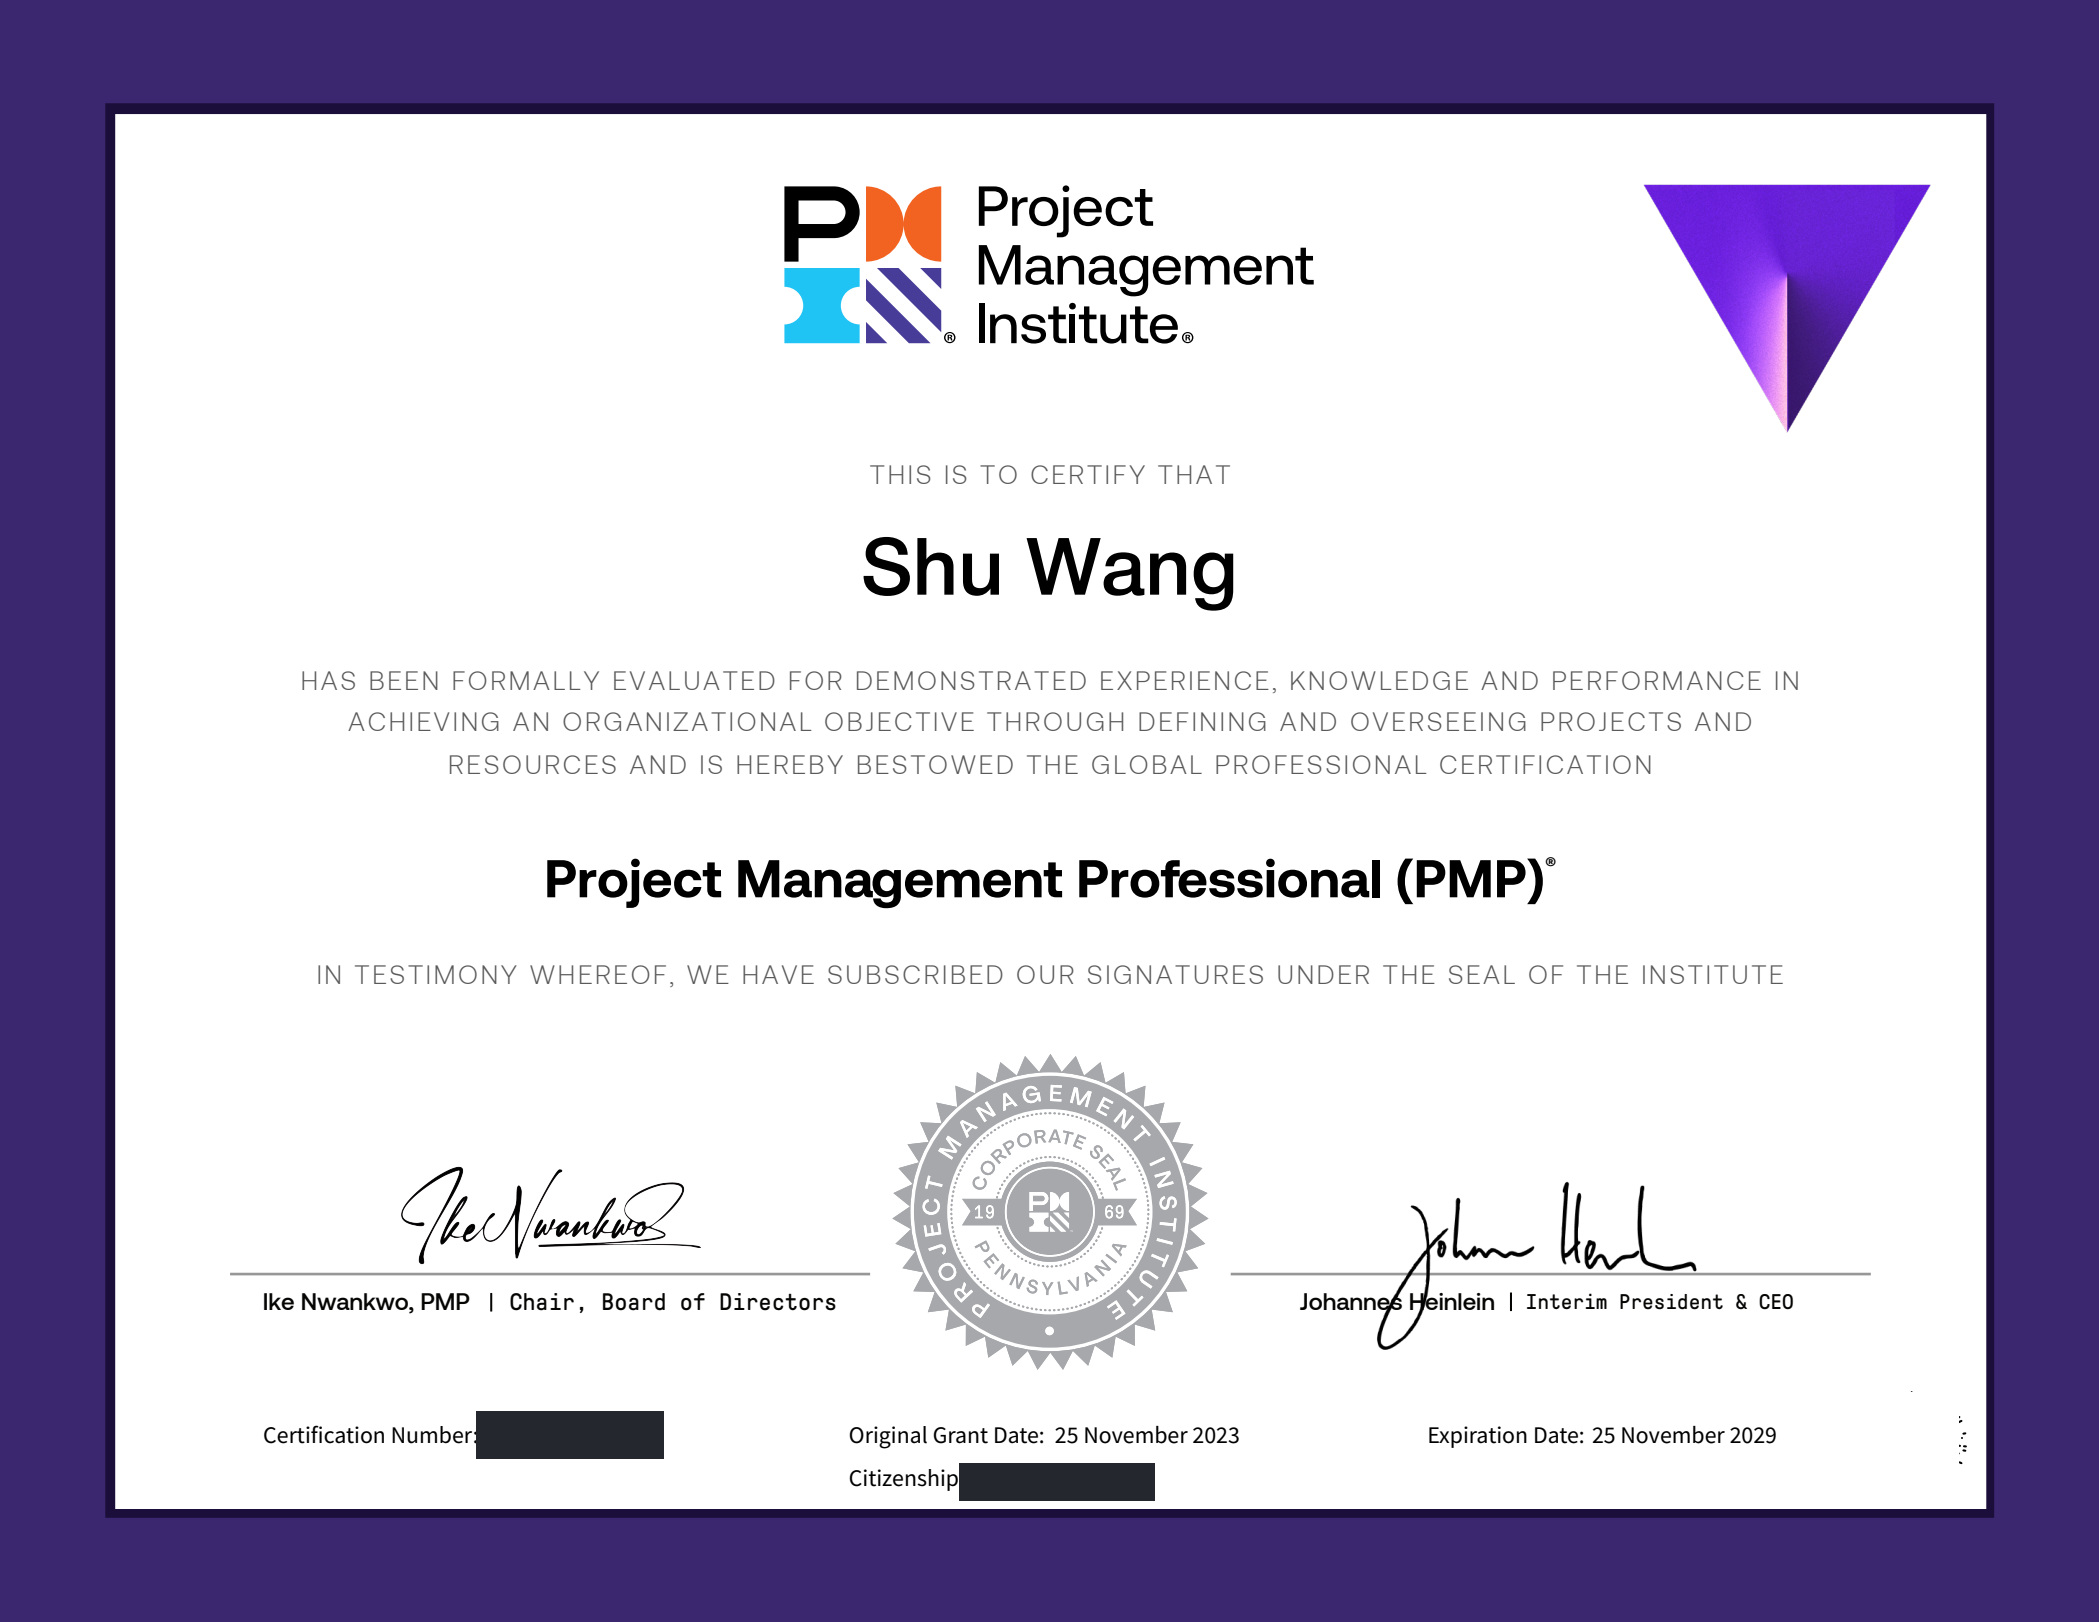 PM
Project
Management
Institute®
®
THIS IS TO CERTIFY THAT
Shu Wang
HAS BEEN FORMALLY EVALUATED FOR DEMONSTRATED EXPERIENCE, KNOWLEDGE AND PERFORMANCE IN
ACHIEVING AN ORGANIZATIONAL OBJECTIVE THROUGH DEFINING AND OVERSEEING PROJECTS AND
RESOURCES AND IS HEREBY BESTOWED THE GLOBAL PROFESSIONAL CERTIFICATION
Project Management Professional (PMP)®
IN TESTIMONY WHEREOF, WE HAVE SUBSCRIBED OUR SIGNATURES UNDER THE SEAL OF THE INSTITUTE
PROJECT MANAGEMENT INSTITUTE
CORPORATE SEAL
19 69
PENNSYLVANIA
Ike Nwankwo
Ike Nwankwo, PMP | Chair, Board of Directors
Johannes Heinlein | Interim President & CEO
Certification Number:
Original Grant Date: 25 November 2023
Expiration Date: 25 November 2029
Citizenship